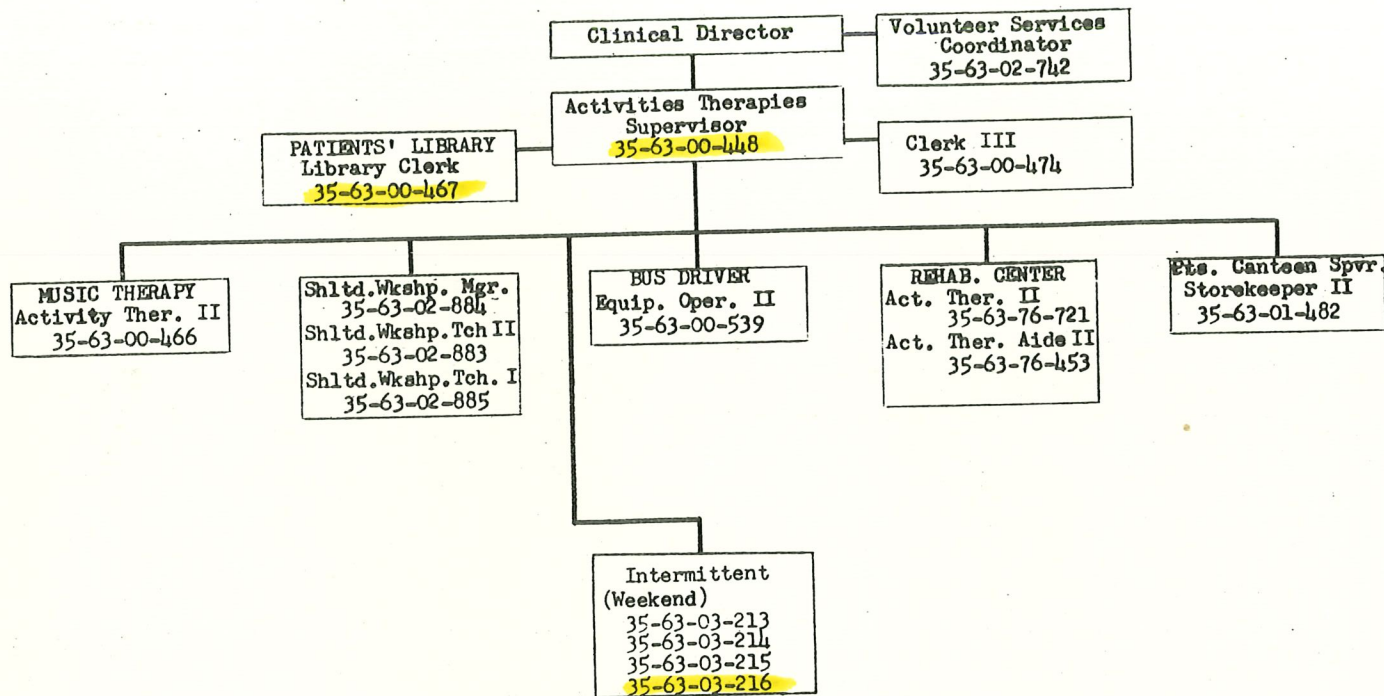 Clinical Director
Volunteer Services
Coordinator
35-63-02-742
Activities Therapies
Supervisor
35-63-00-448
PATIENTS' LIBRARY
Library Clerk
35-63-00-467
Clerk III
35-63-00-474
MUSIC THERAPY
Activity Ther. II
35-63-00-466
Shltd.Wkshp. Mgr.
35-63-02-884
Shltd.Wkshp.Tch II
35-63-02-883
Shltd.Wkshp.Tch. I
35-63-02-885
BUS DRIVER
Equip. Oper. II
35-63-00-539
REHAB. CENTER
Act. Ther. II
35-63-76-721
Act. Ther. Aide II
35-63-76-453
Pts. Canteen Spvr.
Storekeeper II
35-63-01-482
Intermittent
(Weekend)
35-63-03-213
35-63-03-214
35-63-03-215
35-63-03-216